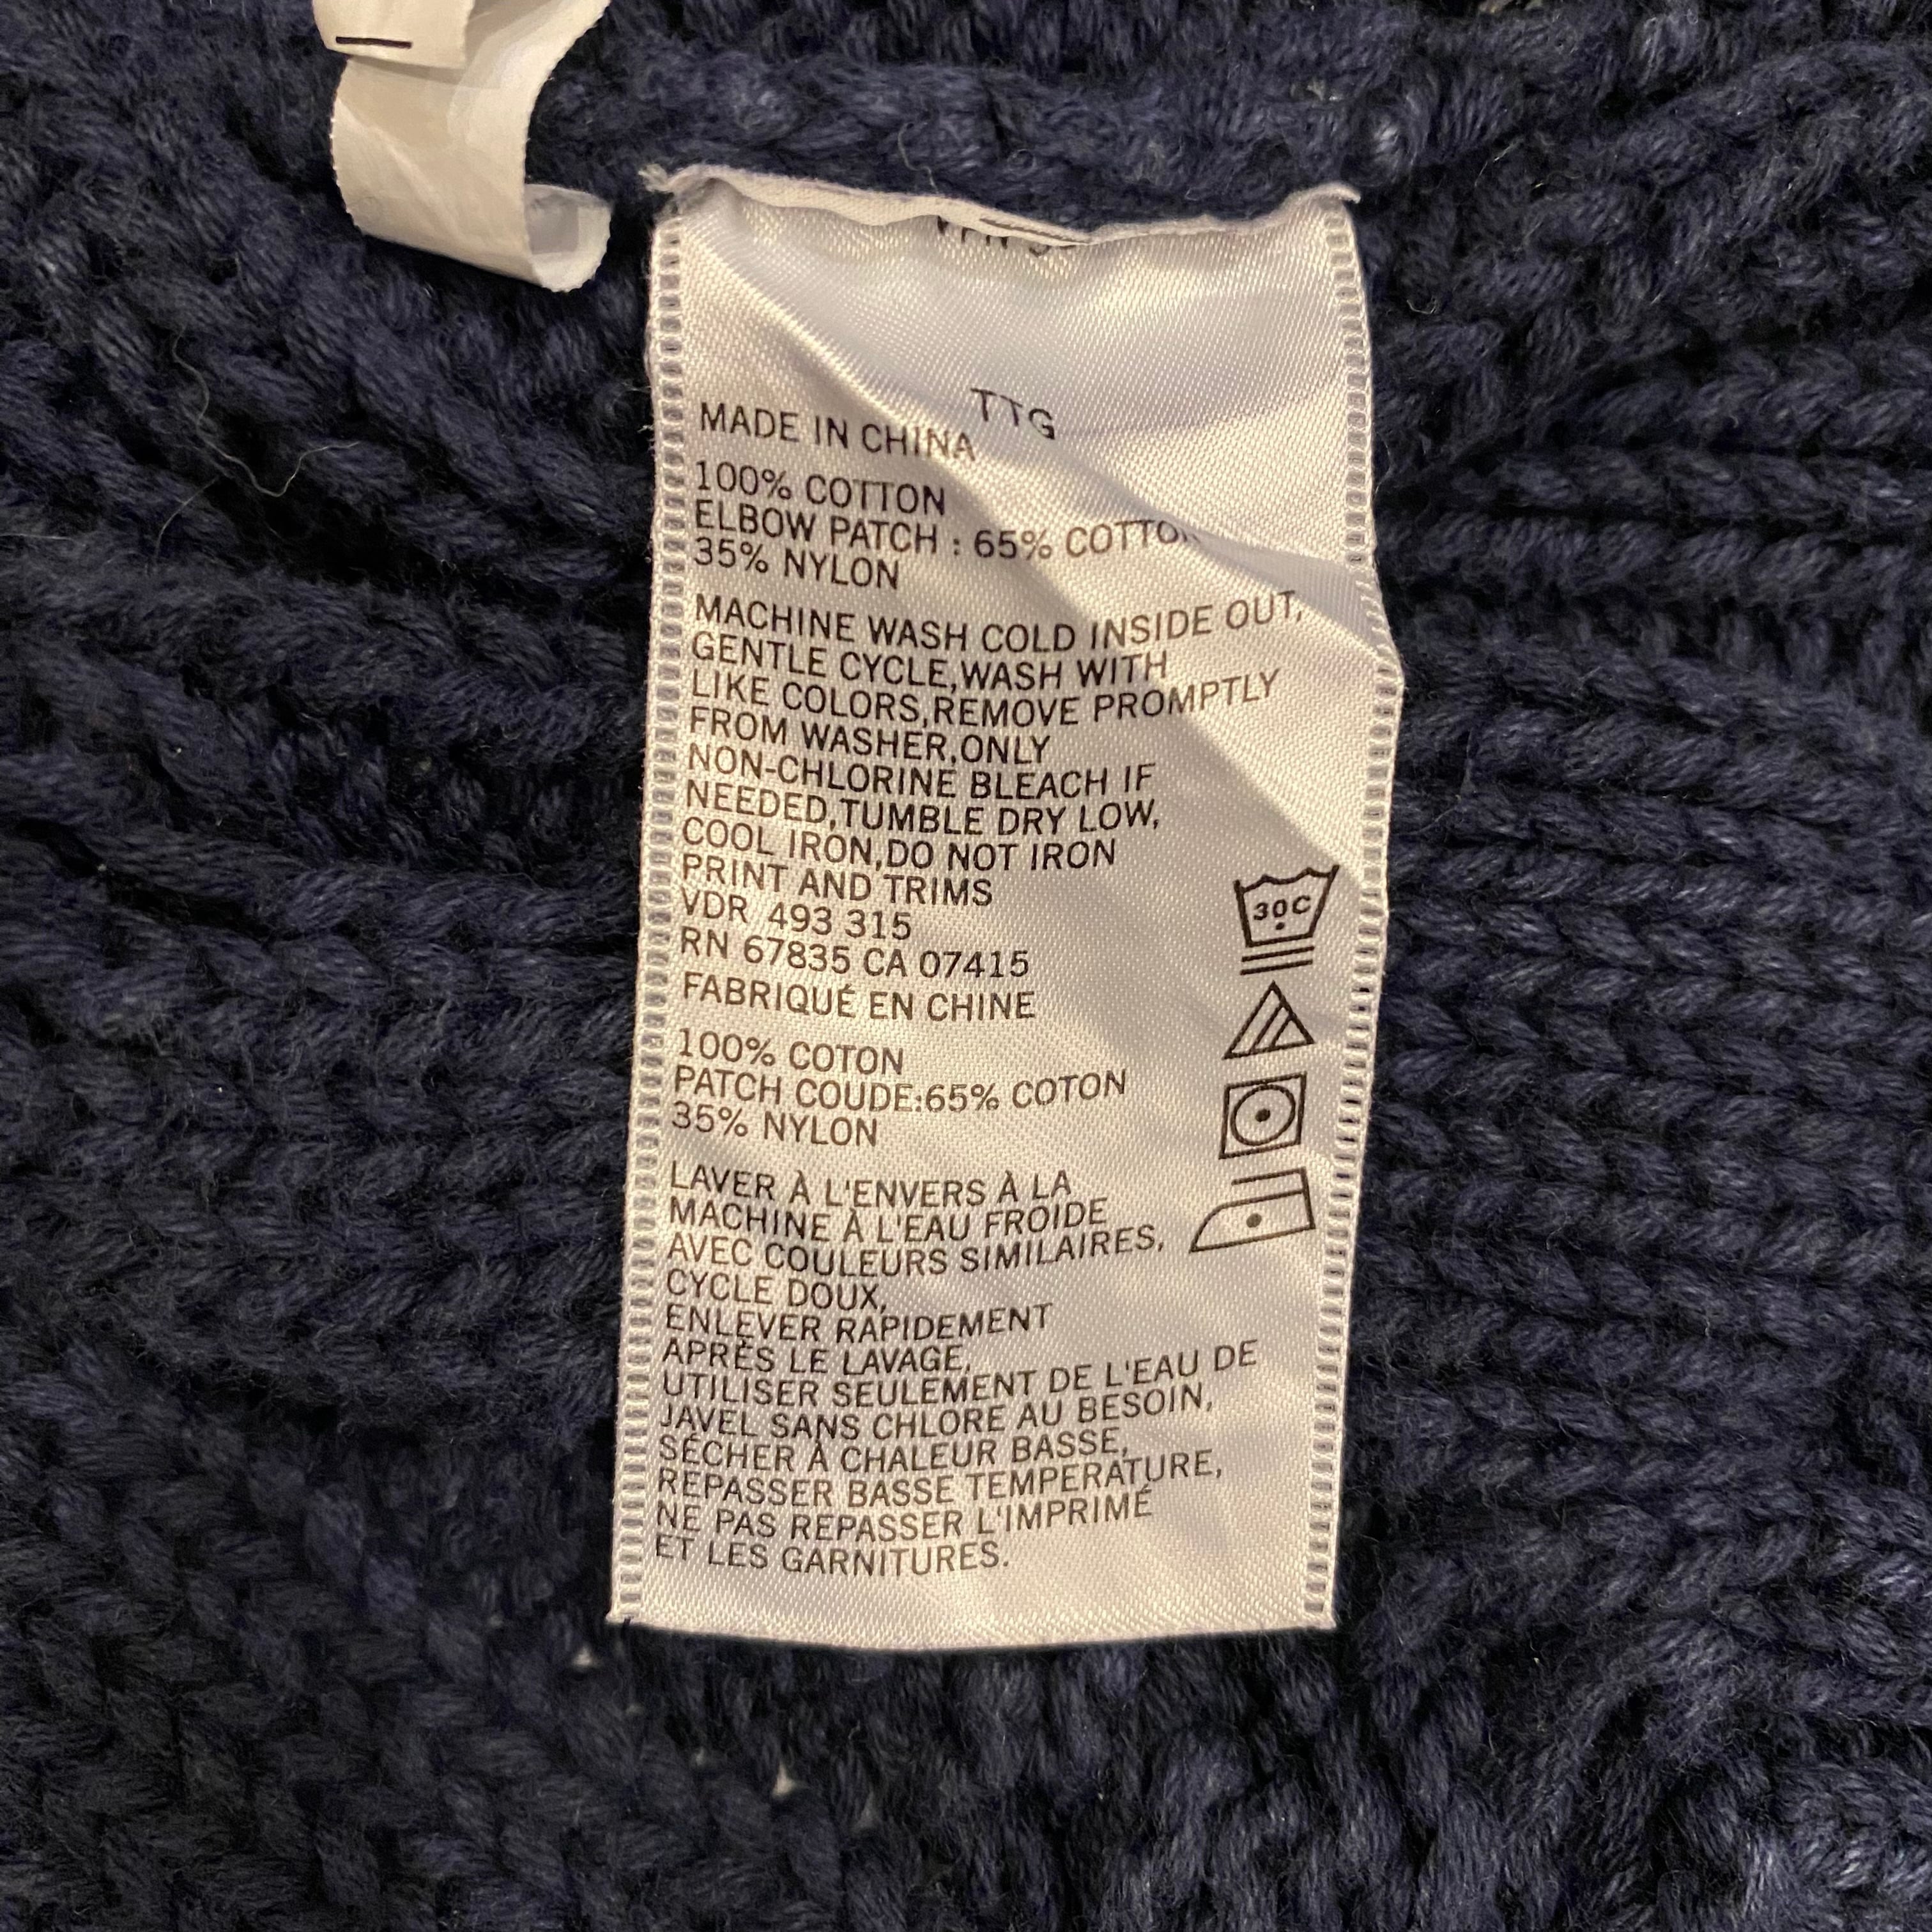 TTG
MADE IN CHINA
100% COTTON
ELBOW PATCH : 65% COTTON
35% NYLON
MACHINE WASH COLD INSIDE OUT,
GENTLE CYCLE,WASH WITH
LIKE COLORS,REMOVE PROMPTLY
FROM WASHER,ONLY
NON-CHLORINE BLEACH IF
NEEDED,TUMBLE DRY LOW,
COOL IRON,DO NOT IRON
PRINT AND TRIMS
VDR 493 315
RN 67835 CA 07415
30C
FABRIQUÉ EN CHINE
100% COTON
PATCH COUDE:65% COTON
35% NYLON
LAVER À L'ENVERS À LA
MACHINE À L'EAU FROIDE
AVEC COULEURS SIMILAIRES,
CYCLE DOUX,
ENLEVER RAPIDEMENT
APRÈS LE LAVAGE,
UTILISER SEULEMENT DE L'EAU DE
JAVEL SANS CHLORE AU BESOIN,
SÉCHER À CHALEUR BASSE,
REPASSER BASSE TEMPERATURE,
NE PAS REPASSER L'IMPRIMÉ
ET LES GARNITURES.